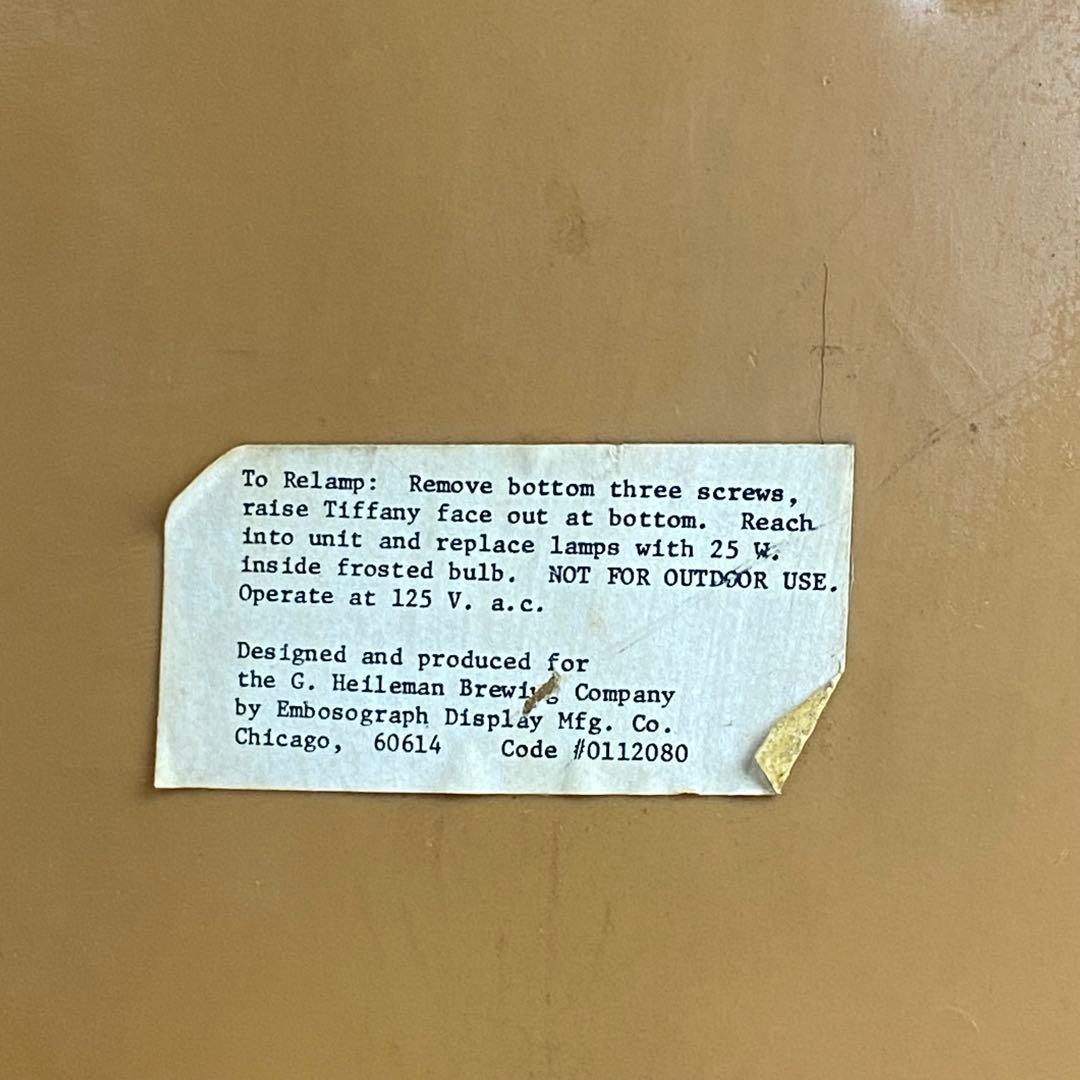 To Relamp: Remove bottom three screws,
raise Tiffany face out at bottom. Reach
into unit and replace lamps with 25 W.
inside frosted bulb. NOT FOR OUTDOOR USE.
Operate at 125 V. a.c.
Designed and produced for
the G. Heileman Brewing Company
by Embosograph Display Mfg. Co.
Chicago, 60614 Code #0112080